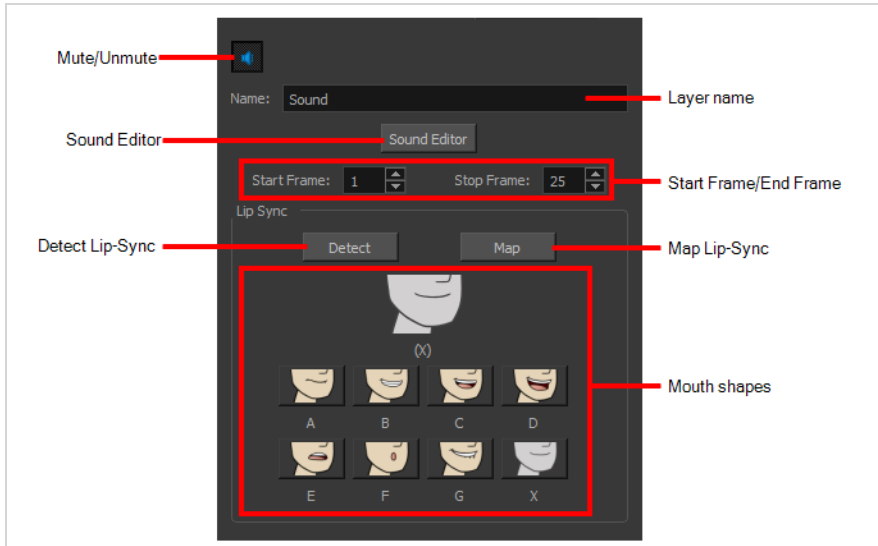 Mute/Unmute
Name: Sound
Layer name
Sound Editor
Sound Editor
Start Frame: 1 Stop Frame: 25
Start Frame/End Frame
Lip Sync
Detect Lip-Sync
Detect Map
Map Lip-Sync
(X)
Mouth shapes
A B C D
E F G X